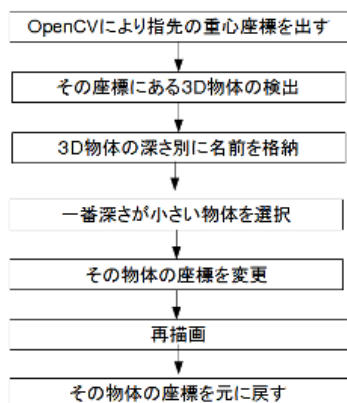 OpenCVにより指先の重心座標を出す
その座標にある3D物体の検出
3D物体の深さ別に名前を格納
一番深さが小さい物体を選択
その物体の座標を変更
再描画
その物体の座標を元に戻す